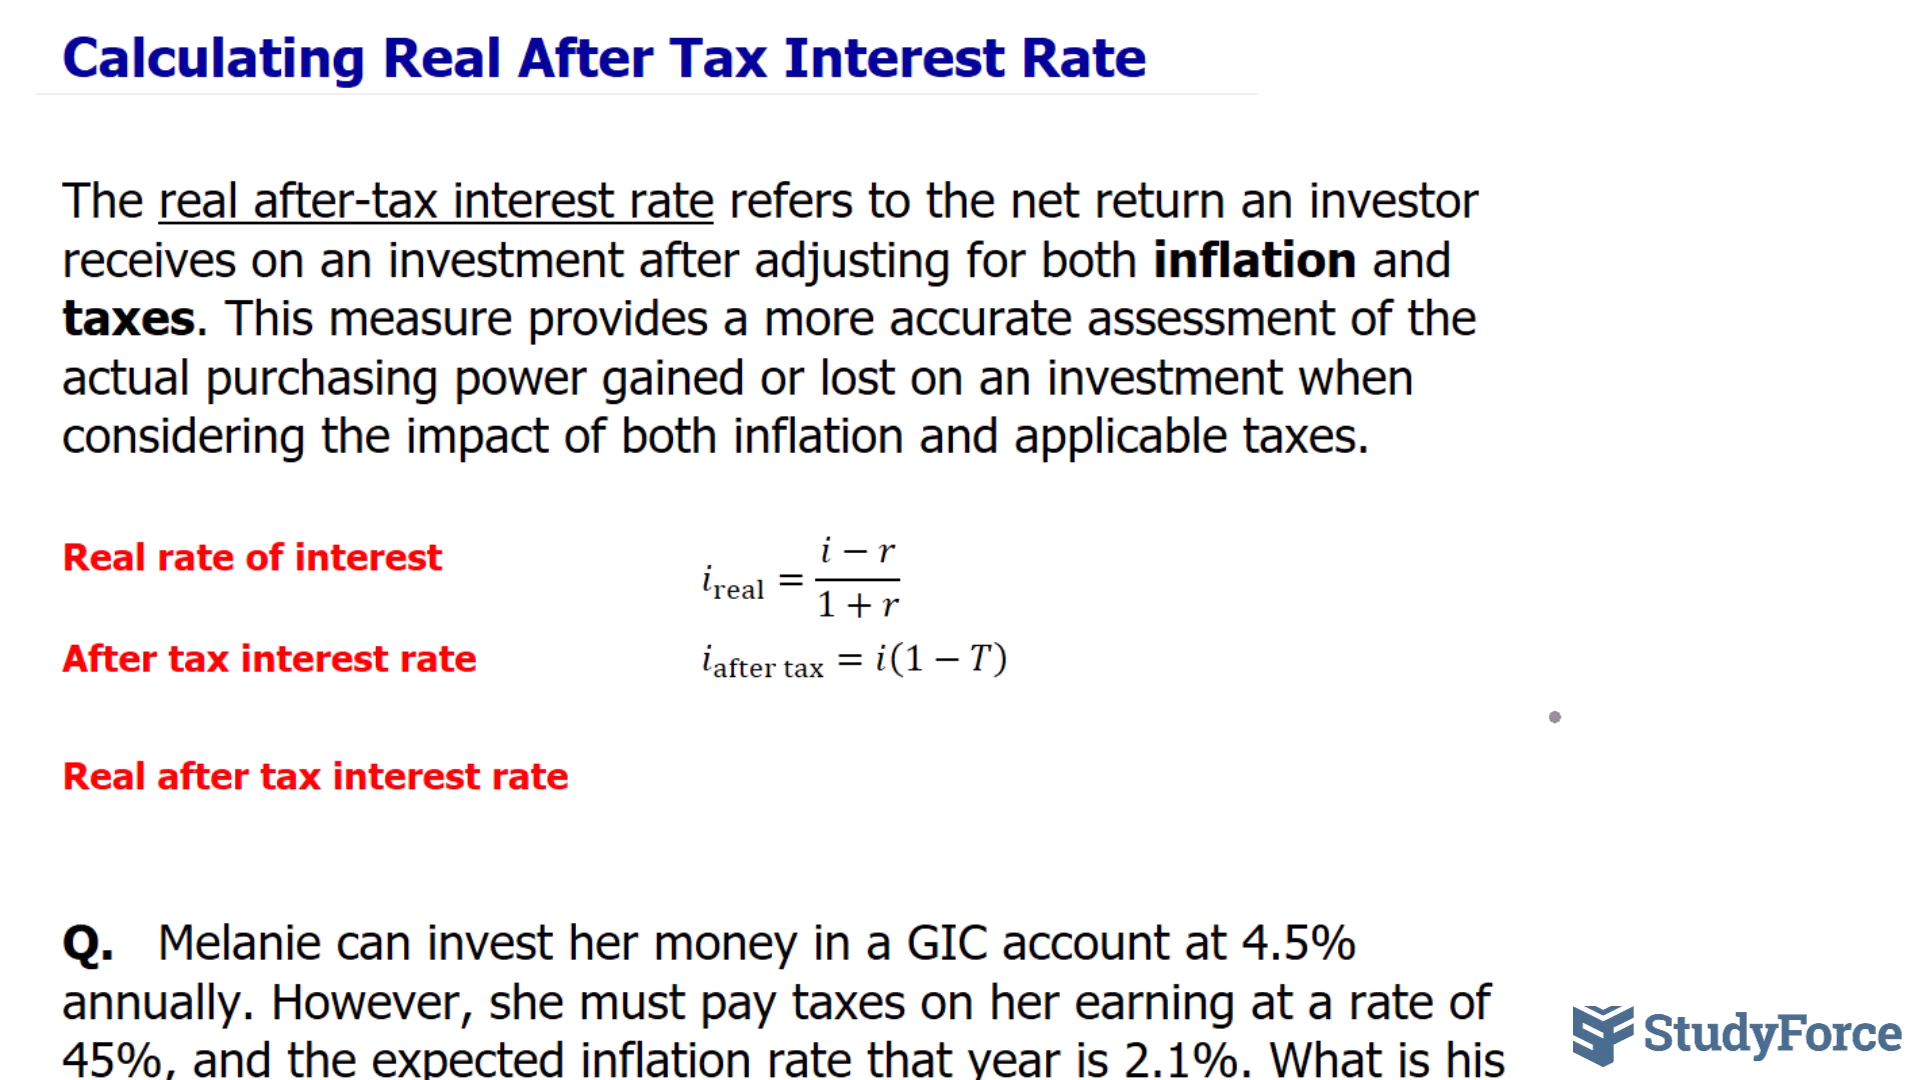 Calculating Real After Tax Interest Rate
The real after-tax interest rate refers to the net return an investor
receives on an investment after adjusting for both inflation and
taxes. This measure provides a more accurate assessment of the
actual purchasing power gained or lost on an investment when
considering the impact of both inflation and applicable taxes.
Real rate of interest i_real = (i − r)/(1 + r)
After tax interest rate i_after tax = i(1 − T)
Real after tax interest rate
Q. Melanie can invest her money in a GIC account at 4.5%
annually. However, she must pay taxes on her earning at a rate of
45%, and the expected inflation rate that year is 2.1%. What is his
StudyForce